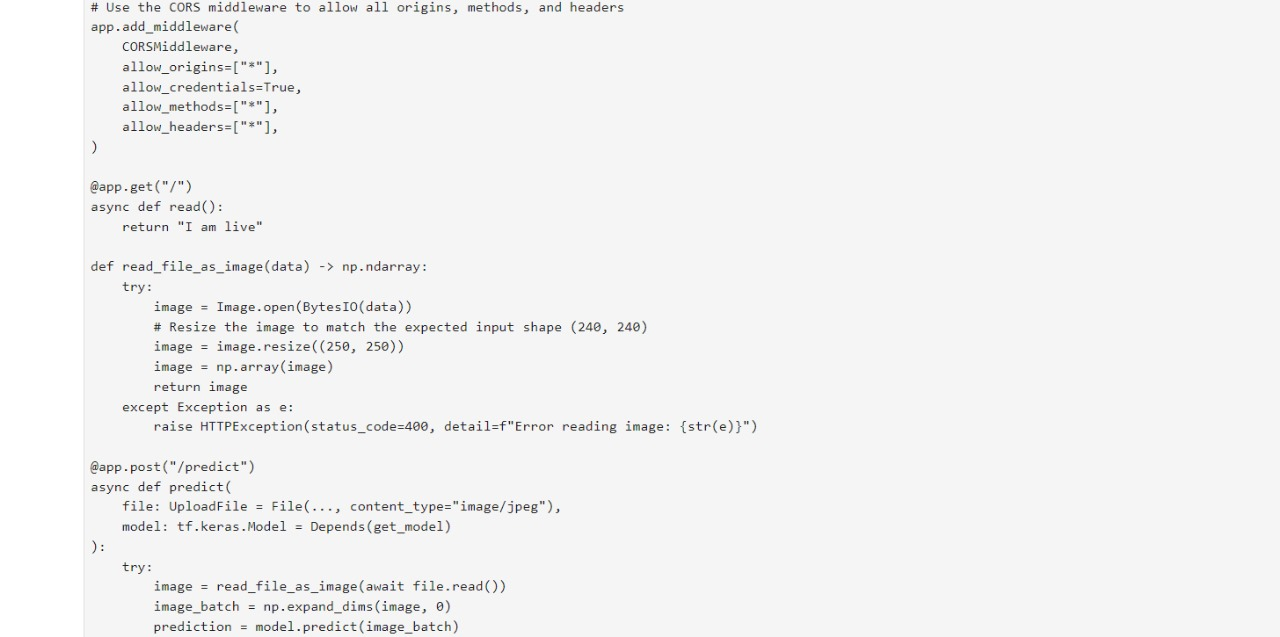 # Use the CORS middleware to allow all origins, methods, and headers
app.add_middleware(
    CORSMiddleware,
    allow_origins=["*"],
    allow_credentials=True,
    allow_methods=["*"],
    allow_headers=["*"],
)

@app.get("/")
async def read():
    return "I am live"

def read_file_as_image(data) -> np.ndarray:
    try:
        image = Image.open(BytesIO(data))
        # Resize the image to match the expected input shape (240, 240)
        image = image.resize((250, 250))
        image = np.array(image)
        return image
    except Exception as e:
        raise HTTPException(status_code=400, detail=f"Error reading image: {str(e)}")

@app.post("/predict")
async def predict(
    file: UploadFile = File(..., content_type="image/jpeg"),
    model: tf.keras.Model = Depends(get_model)
):
    try:
        image = read_file_as_image(await file.read())
        image_batch = np.expand_dims(image, 0)
        prediction = model.predict(image_batch)